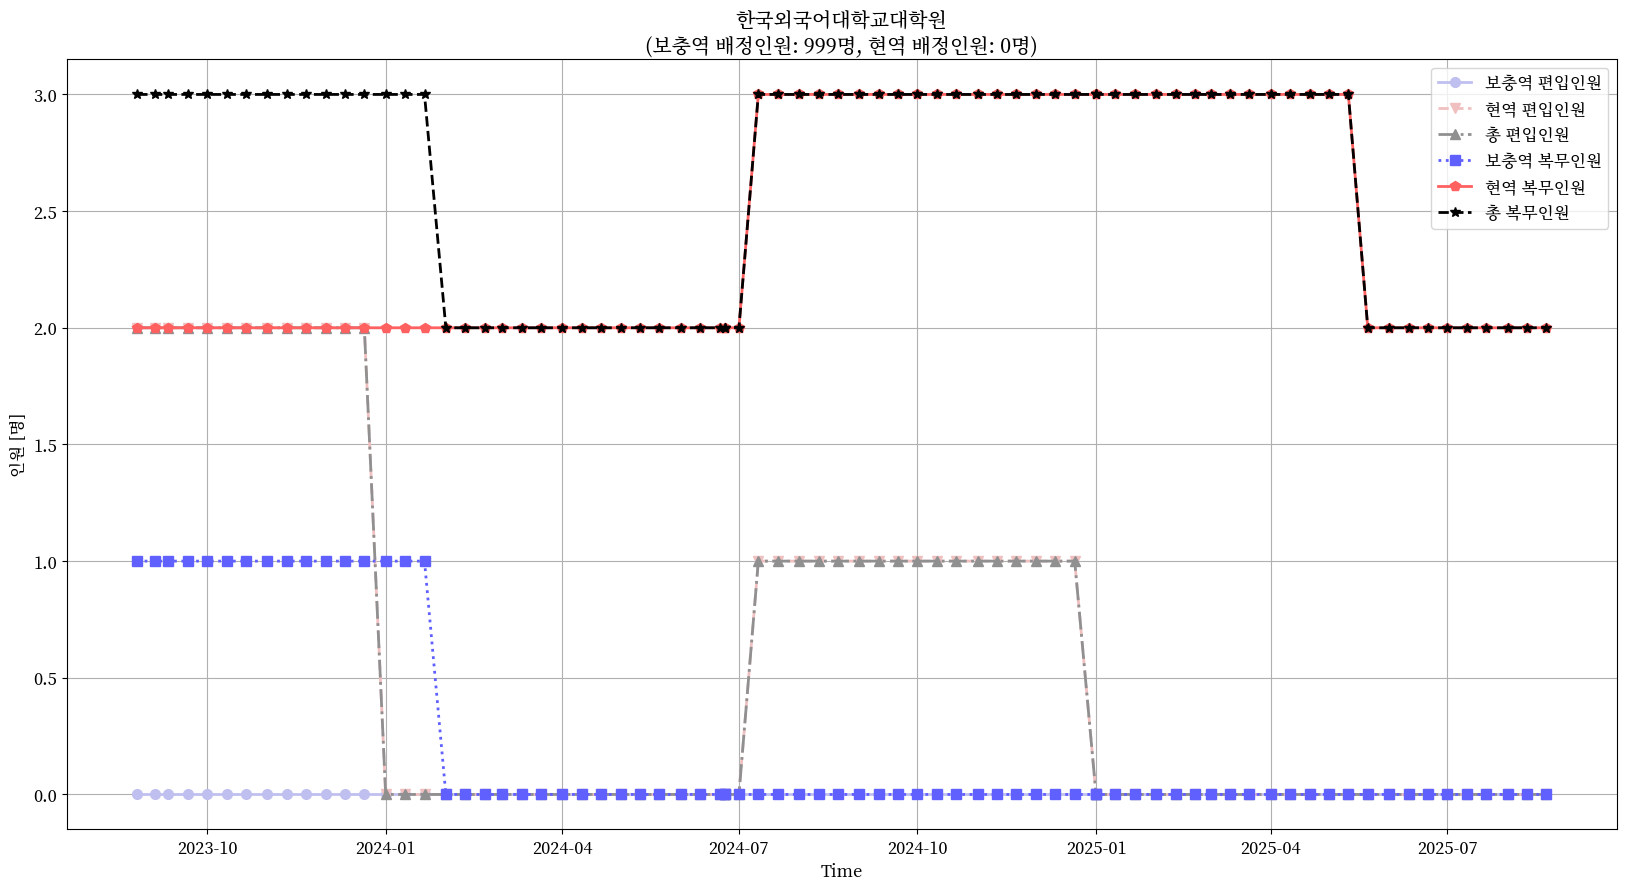 한국외국어대학교대학원
(보충역 배정인원: 999명, 현역 배정인원: 0명)
보충역 편입인원
현역 편입인원
총 편입인원
보충역 복무인원
현역 복무인원
총 복무인원
3.0
2.5
2.0
1.5
1.0
0.5
0.0
인원 [명]
2023-10
2024-01
2024-04
2024-07
2024-10
2025-01
2025-04
2025-07
Time